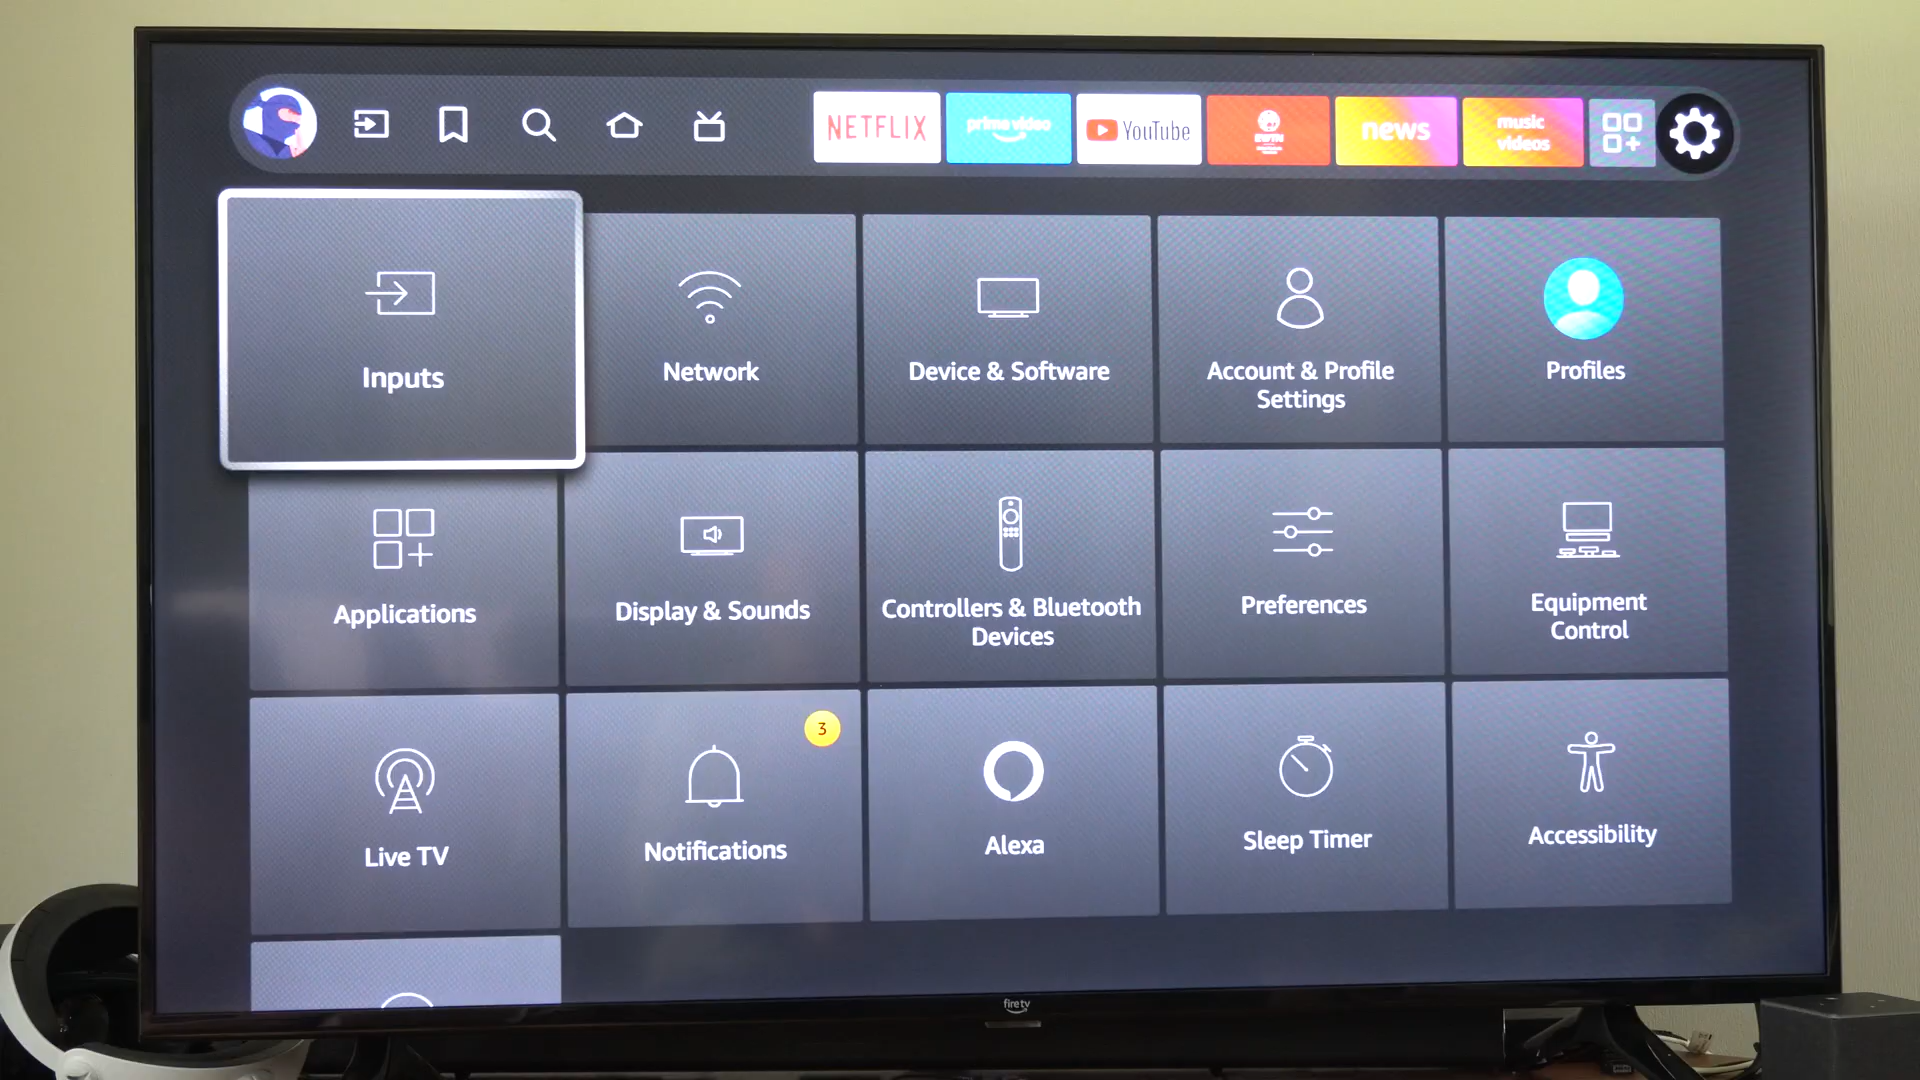 NETFLIX
prime video
YouTube
EWTN
news
music
videos
Inputs
Network
Device & Software
Account & Profile
Settings
Profiles
Applications
Display & Sounds
Controllers & Bluetooth
Devices
Preferences
Equipment
Control
Live TV
3
Notifications
Alexa
Sleep Timer
Accessibility
firetv